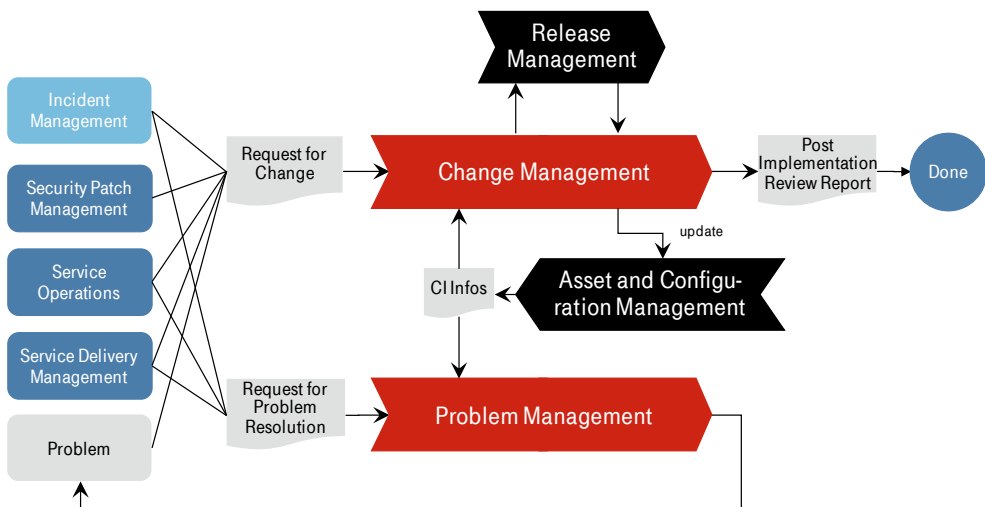 Release
Management
Incident
Management
Request for
Change
Change Management
Post
Implementation
Review Report
Done
Security Patch
Management
update
Service
Operations
CI Infos
Asset and Configu-
ration Management
Service Delivery
Management
Request for
Problem
Resolution
Problem Management
Problem